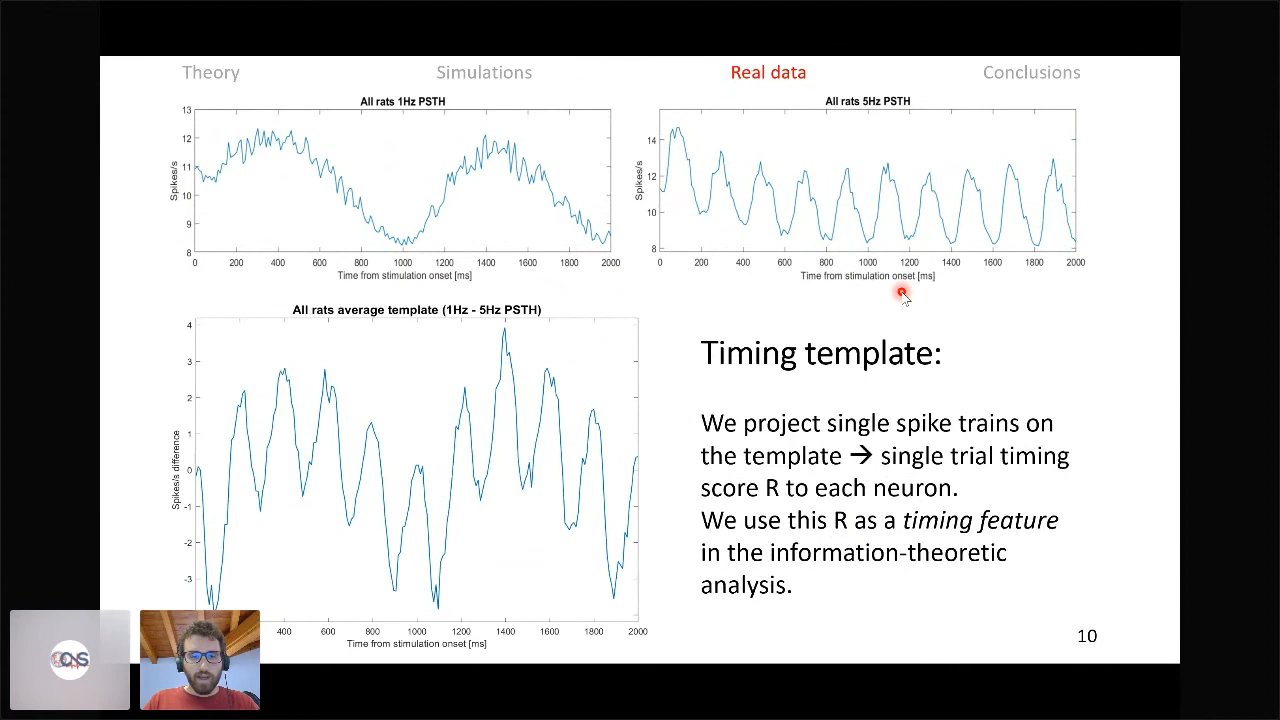 Theory Simulations Real data Conclusions
All rats 1Hz PSTH
13
12
11
10
9
8
Spikes/s
0 200 400 600 800 1000 1200 1400 1600 1800 2000
Time from stimulation onset [ms]
All rats 5Hz PSTH
14
12
10
8
Spikes/s
0 200 400 600 800 1000 1200 1400 1600 1800 2000
Time from stimulation onset [ms]
All rats average template (1Hz - 5Hz PSTH)
4
3
2
1
0
-1
-2
-3
Spikes/s difference
400 600 800 1000 1200 1400 1600 1800 2000
Time from stimulation onset [ms]
Timing template:
We project single spike trains on
the template → single trial timing
score R to each neuron.
We use this R as a timing feature
in the information-theoretic
analysis.
10